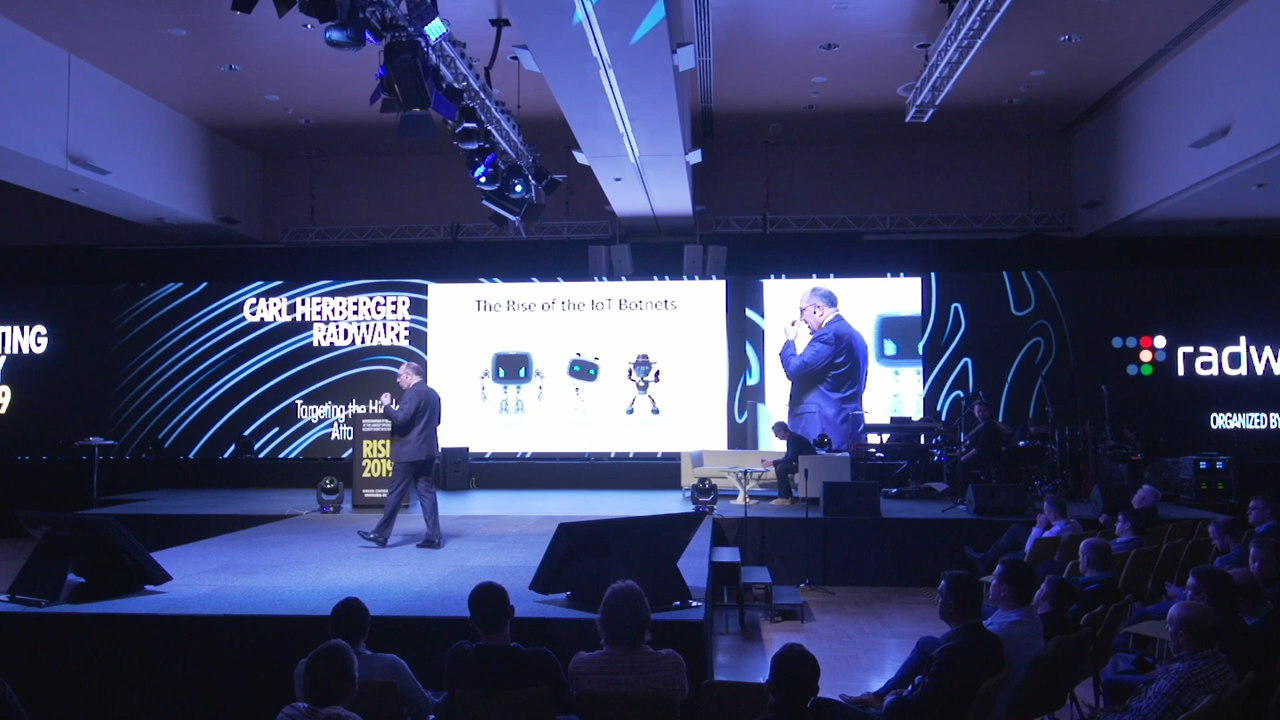 TING
9
CARL HERBERGER
RADWARE
Targeting the
Atta
The Rise of the IoT Botnets
RISE
2019
radw
ORGANIZED BY